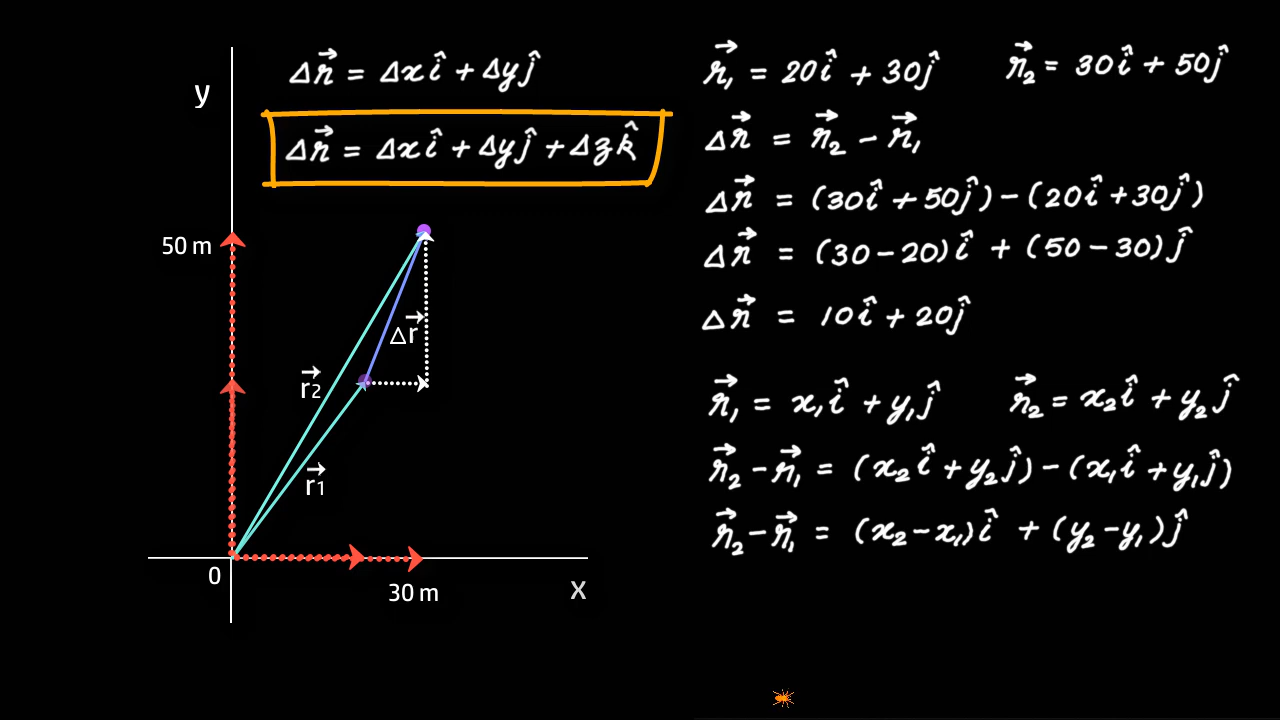 Δr⃗ = Δx î + Δy ĵ
Δr⃗ = Δx î + Δy ĵ + Δz k̂
y
50 m
Δr⃗
r⃗₂
r⃗₁
0
30 m
x
r⃗₁ = 20î + 30ĵ
r⃗₂ = 30î + 50ĵ
Δr⃗ = r⃗₂ - r⃗₁
Δr⃗ = (30î + 50ĵ) - (20î + 30ĵ)
Δr⃗ = (30 - 20)î + (50 - 30)ĵ
Δr⃗ = 10î + 20ĵ
r⃗₁ = x₁î + y₁ĵ
r⃗₂ = x₂î + y₂ĵ
r⃗₂ - r⃗₁ = (x₂î + y₂ĵ) - (x₁î + y₁ĵ)
r⃗₂ - r⃗₁ = (x₂ - x₁)î + (y₂ - y₁)ĵ